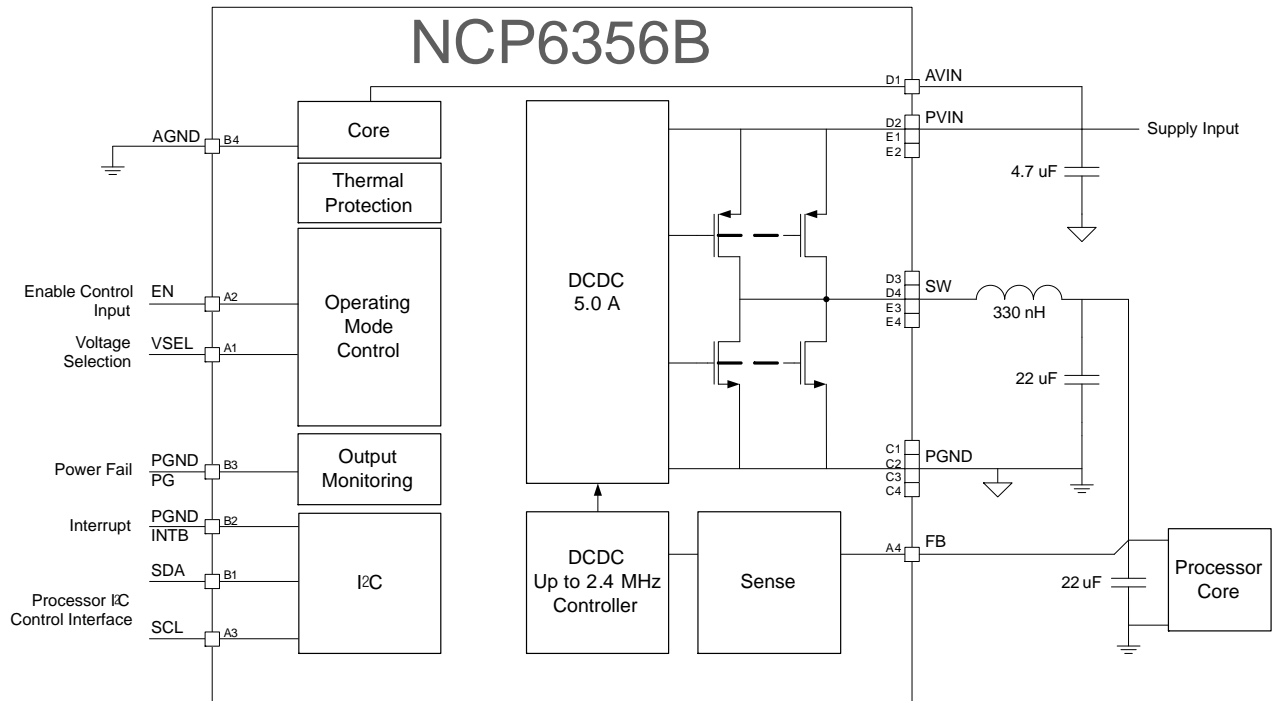 NCP6356B
D1
AVIN
Core
AGND
B4
D2
PVIN
E1
E2
Supply Input
Thermal
Protection
4.7 uF
Enable Control
Input
EN
A2
Operating
Mode
Control
Voltage
Selection
VSEL
A1
DCDC
5.0 A
D3
D4
SW
E3
E4
330 nH
22 uF
Power Fail
PGND
PG
B3
Output
Monitoring
C1
C2
PGND
C3
C4
Interrupt
PGND
INTB
B2
I²C
SDA
B1
Processor I²C
Control Interface
SCL
A3
DCDC
Up to 2.4 MHz
Controller
Sense
A4
FB
22 uF
Processor
Core